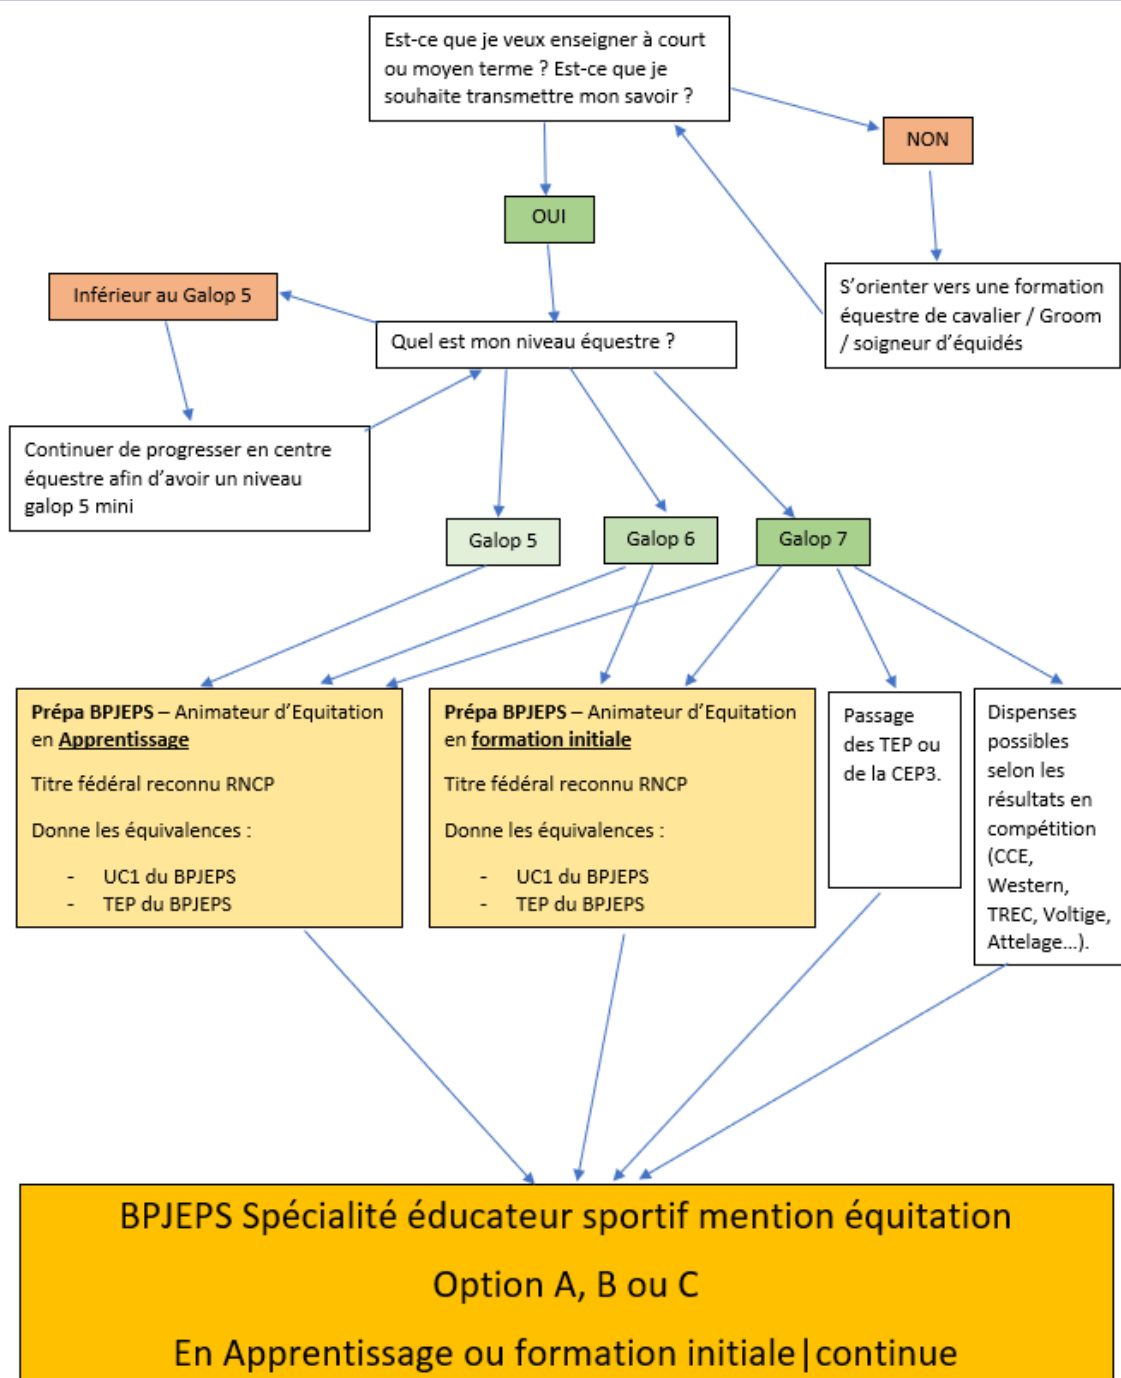 Est-ce que je veux enseigner à court
ou moyen terme ? Est-ce que je
souhaite transmettre mon savoir ?
NON
OUI
S'orienter vers une formation
équestre de cavalier / Groom
/ soigneur d'équidés
Inférieur au Galop 5
Quel est mon niveau équestre ?
Continuer de progresser en centre
équestre afin d'avoir un niveau
galop 5 mini
Galop 5
Galop 6
Galop 7
Prépa BPJEPS – Animateur d'Equitation
en Apprentissage
Titre fédéral reconnu RNCP
Donne les équivalences :
- UC1 du BPJEPS
- TEP du BPJEPS
Prépa BPJEPS – Animateur d'Equitation
en formation initiale
Titre fédéral reconnu RNCP
Donne les équivalences :
- UC1 du BPJEPS
- TEP du BPJEPS
Passage
des TEP ou
de la CEP3.
Dispenses
possibles
selon les
résultats en
compétition
(CCE,
Western,
TREC, Voltige,
Attelage...).
BPJEPS Spécialité éducateur sportif mention équitation
Option A, B ou C
En Apprentissage ou formation initiale|continue